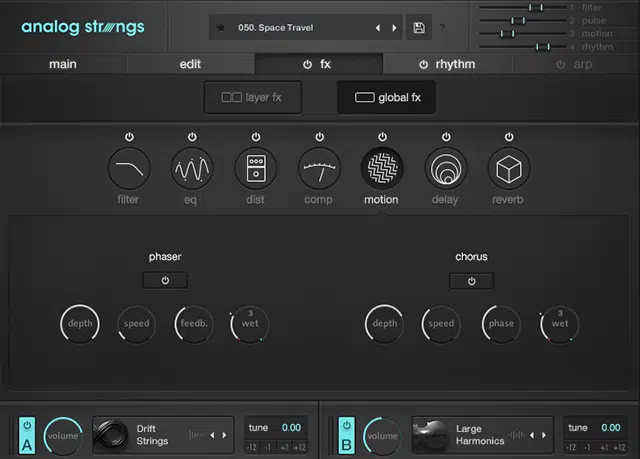 analog strings
050. Space Travel
?
1 filter
2 pulse
3 motion
4 rhythm
main
edit
fx
rhythm
arp
layer fx
global fx
filter
eq
dist
comp
motion
delay
reverb
phaser
chorus
depth
speed
feedb.
3
wet
depth
speed
phase
3
wet
A
volume
Drift
Strings
tune 0.00
-12 -1 +1 +12
B
volume
Large
Harmonics
tune 0.00
-12 -1 +1 +12